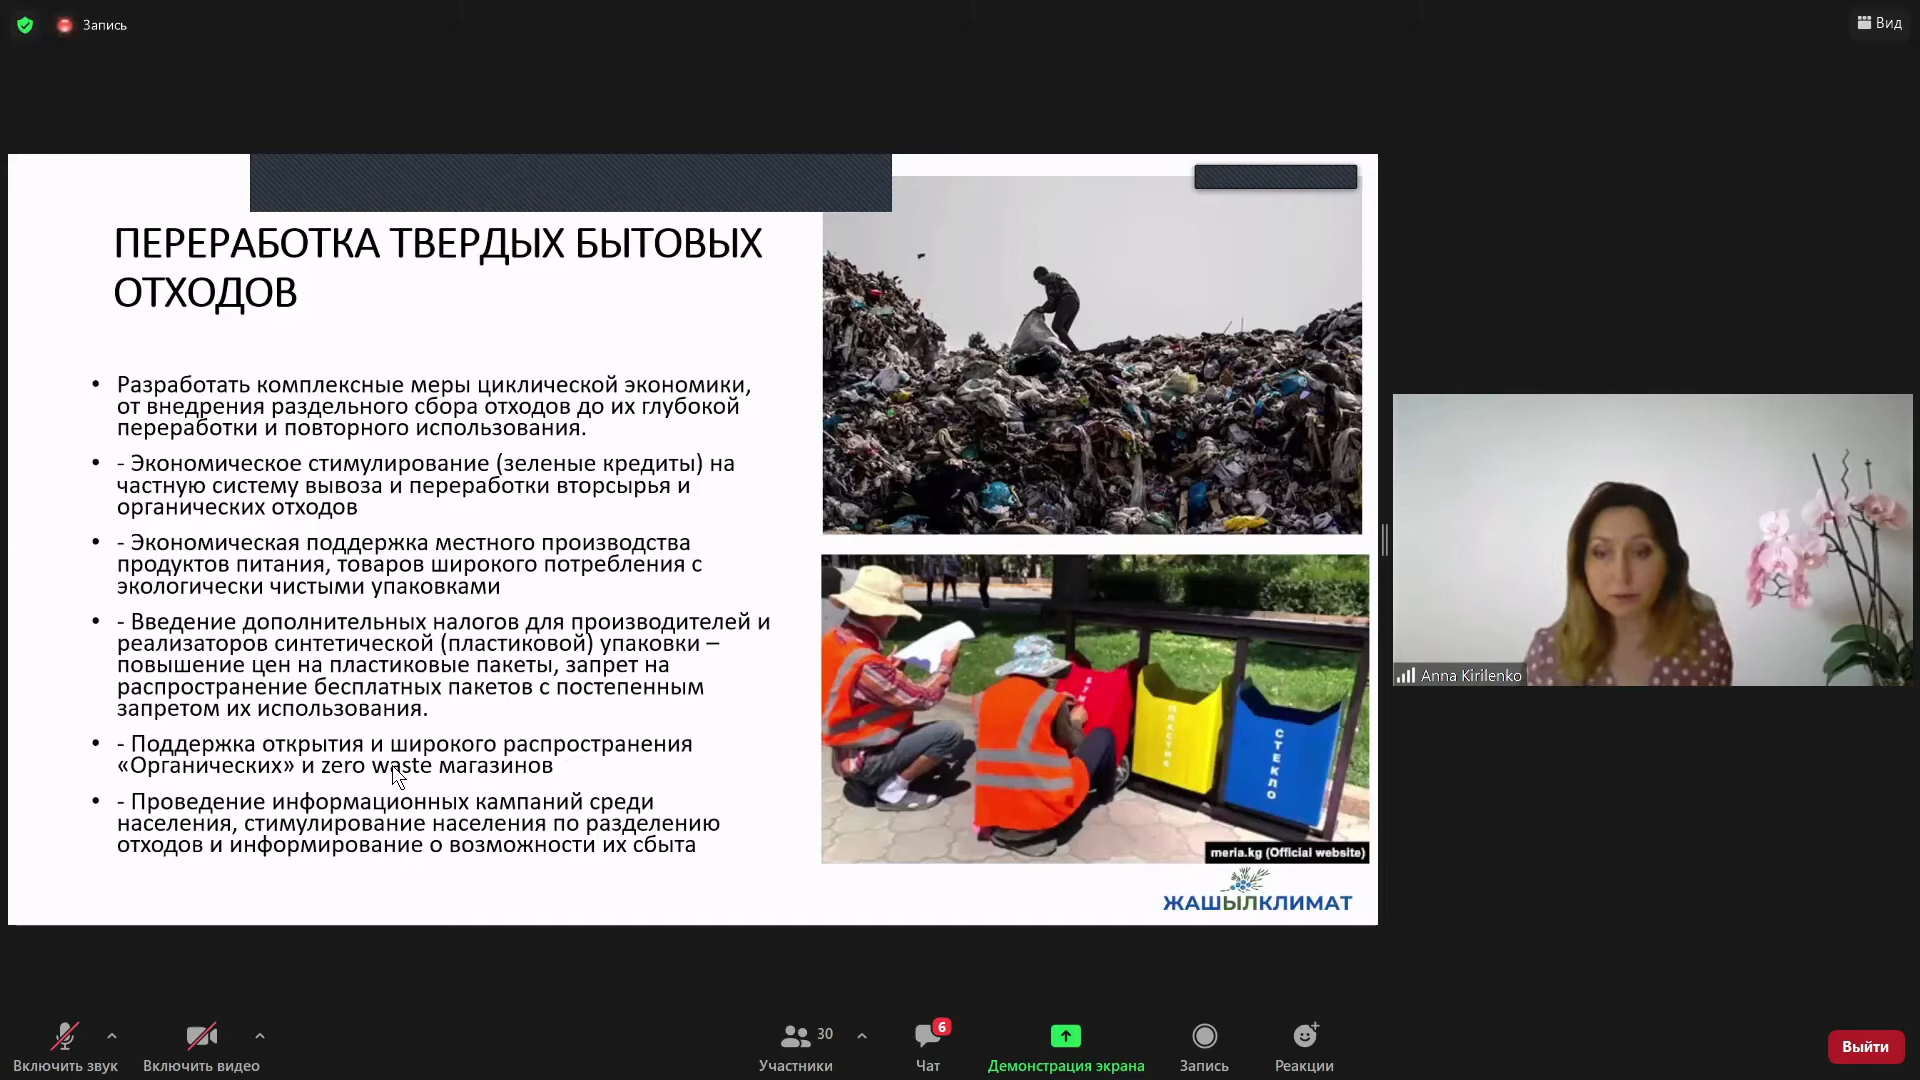 Запись
Вид
ПЕРЕРАБОТКА ТВЕРДЫХ БЫТОВЫХ
ОТХОДОВ
• Разработать комплексные меры циклической экономики,
от внедрения раздельного сбора отходов до их глубокой
переработки и повторного использования.
• - Экономическое стимулирование (зеленые кредиты) на
частную систему вывоза и переработки вторсырья и
органических отходов
• - Экономическая поддержка местного производства
продуктов питания, товаров широкого потребления с
экологически чистыми упаковками
• - Введение дополнительных налогов для производителей и
реализаторов синтетической (пластиковой) упаковки –
повышение цен на пластиковые пакеты, запрет на
распространение бесплатных пакетов с постепенным
запретом их использования.
• - Поддержка открытия и широкого распространения
«Органических» и zero waste магазинов
• - Проведение информационных кампаний среди
населения, стимулирование населения по разделению
отходов и информирование о возможности их сбыта
ПЛАСТИК
СТЕКЛО
meria.kg (Official website)
ЖАШЫЛКЛИМАТ
Anna Kirilenko
Включить звук
Включить видео
30
Участники
6
Чат
Демонстрация экрана
Запись
Реакции
Выйти